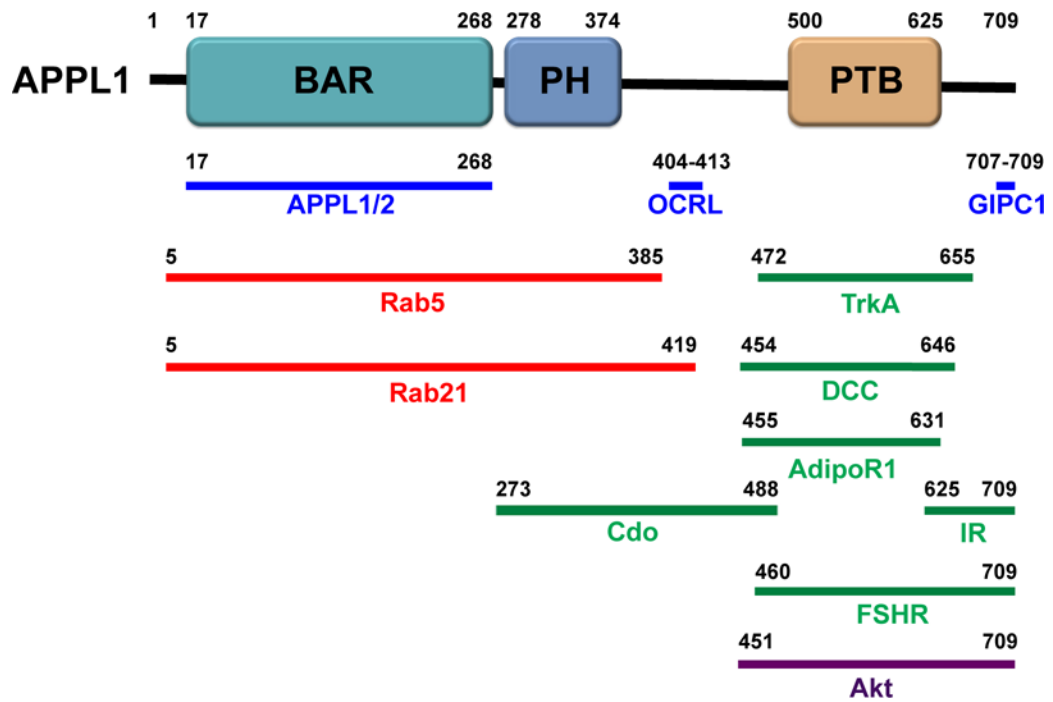 1 17 268 278 374 500 625 709
APPL1 BAR PH PTB
17 268 404-413 707-709
APPL1/2 OCRL GIPC1
5 385 472 655
Rab5 TrkA
5 419 454 646
Rab21 DCC
455 631
AdipoR1
273 488 625 709
Cdo IR
460 709
FSHR
451 709
Akt